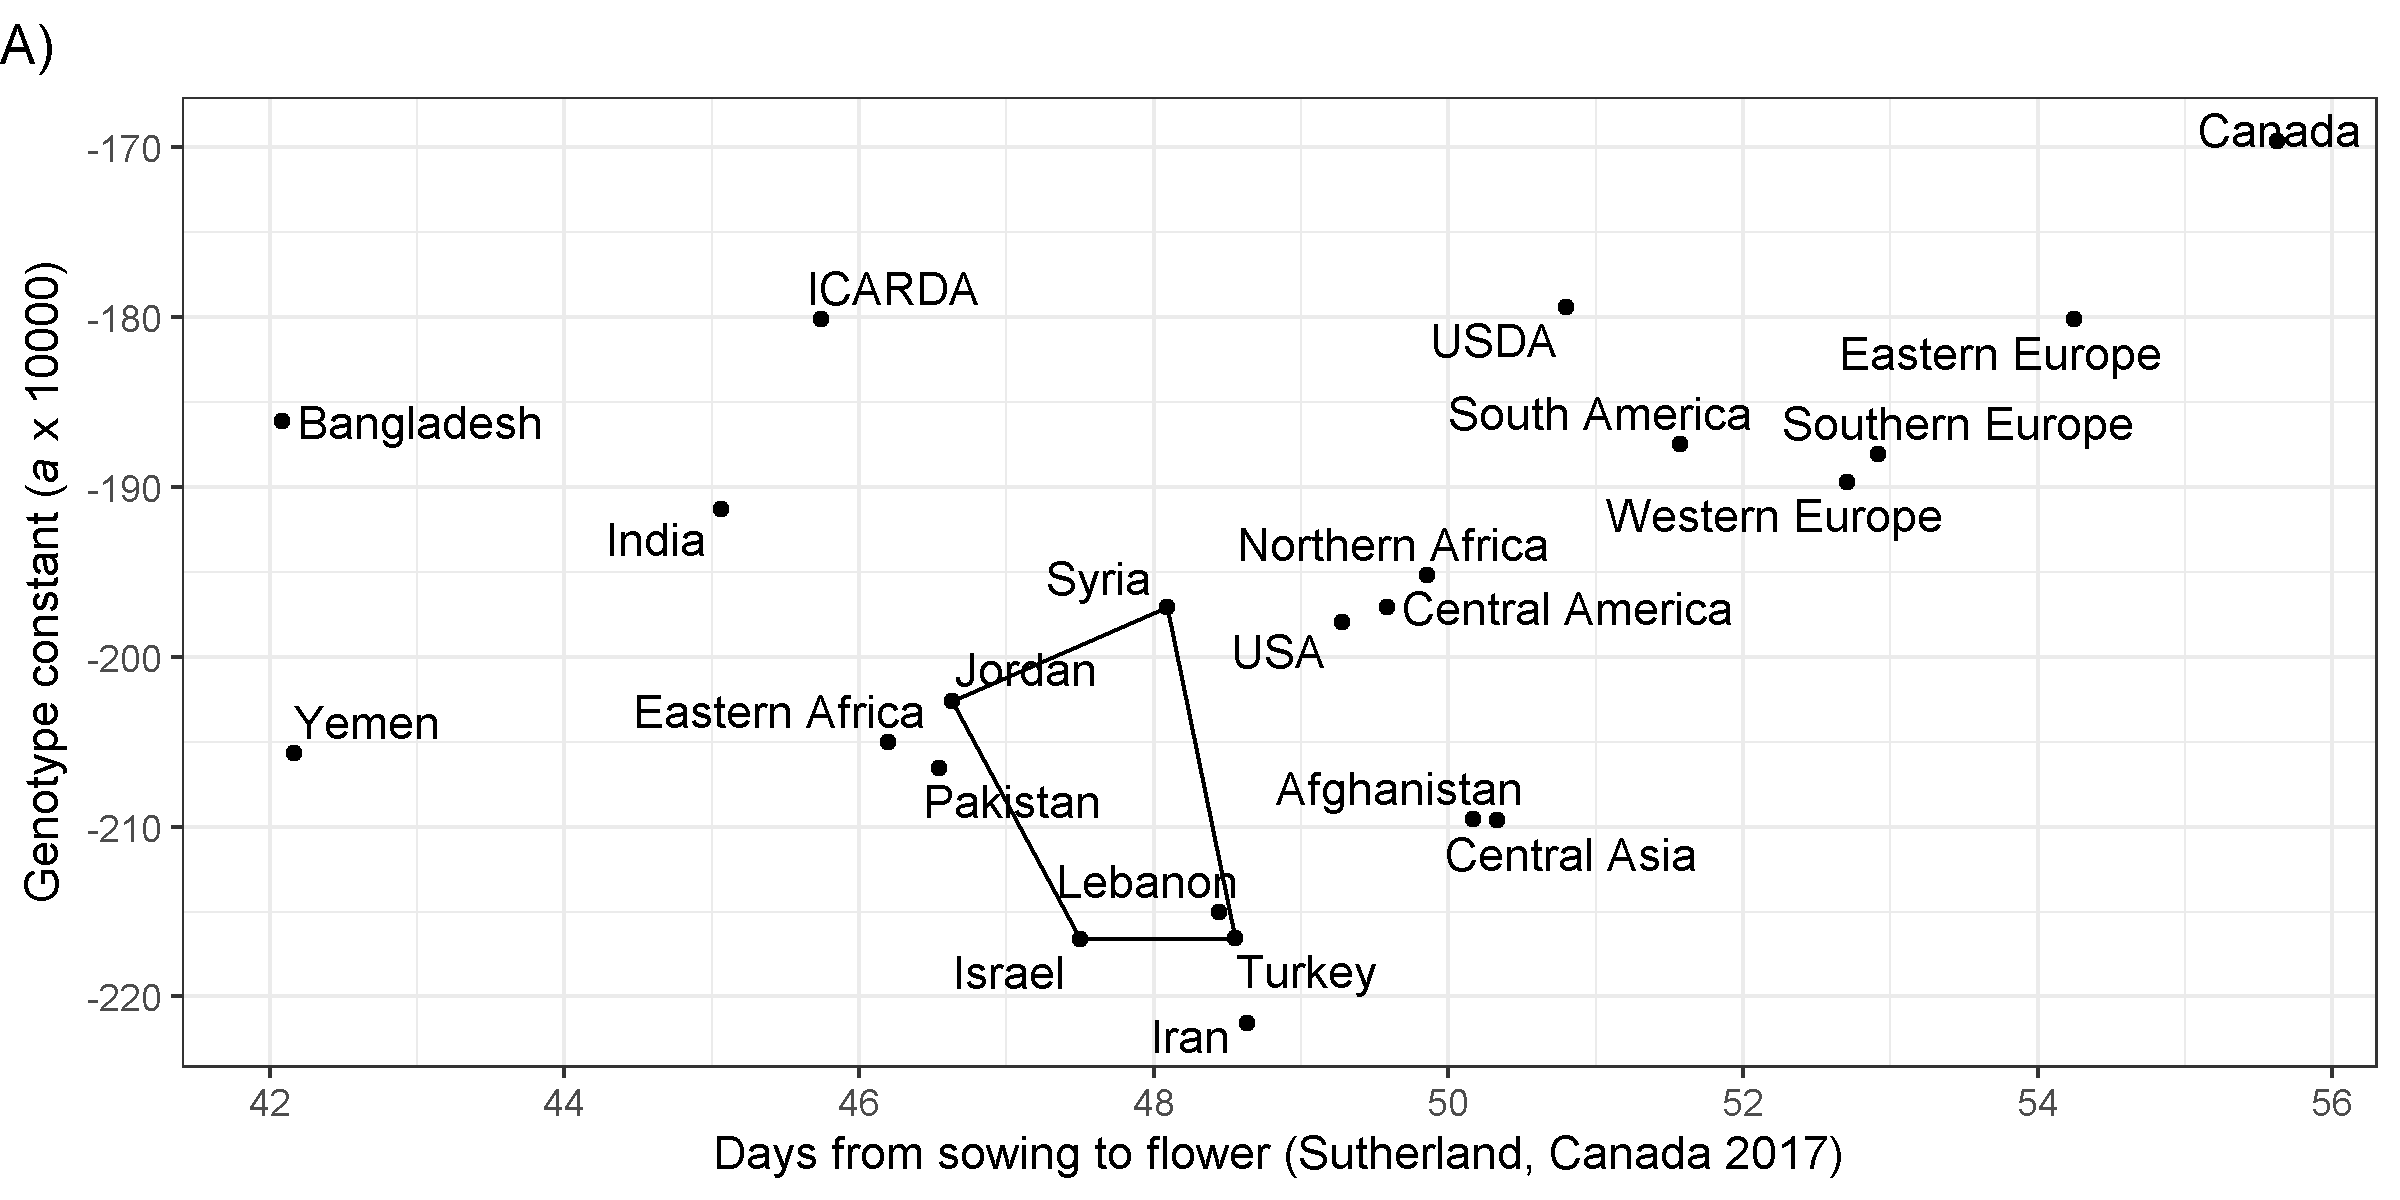 A)
Genotype constant (a x 10000)
-170
-180
-190
-200
-210
-220
Canada
ICARDA
USDA
Eastern Europe
Bangladesh
South America
Southern Europe
India
Western Europe
Northern Africa
Syria
Central America
USA
Jordan
Eastern Africa
Yemen
Pakistan
Afghanistan
Central Asia
Lebanon
Israel
Turkey
Iran
42 44 46 48 50 52 54 56
Days from sowing to flower (Sutherland, Canada 2017)